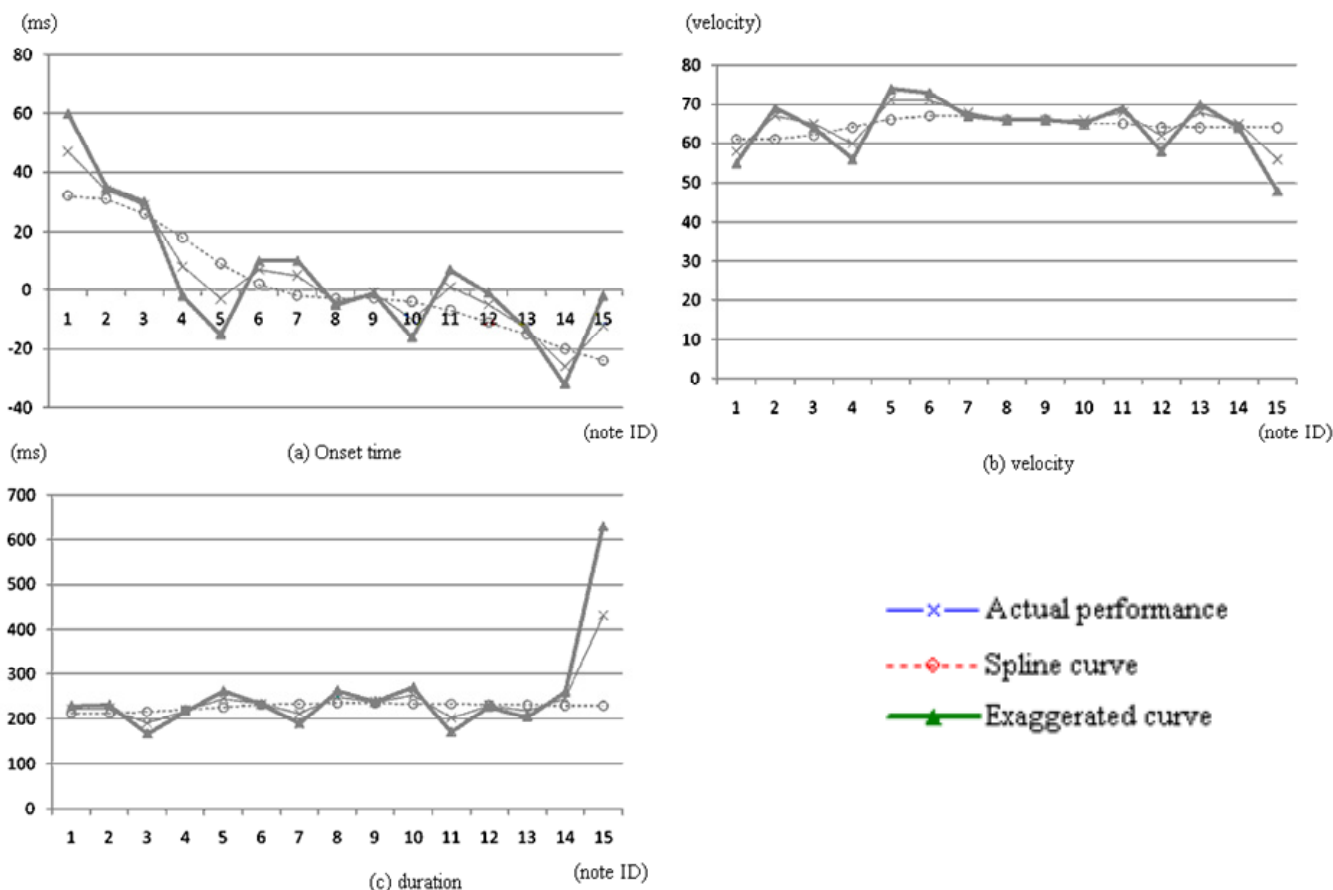 (ms)
80
60
40
20
0
-20
-40
1 2 3 4 5 6 7 8 9 10 11 12 13 14 15
(note ID)
(a) Onset time
(velocity)
80
70
60
50
40
30
20
10
0
1 2 3 4 5 6 7 8 9 10 11 12 13 14 15
(note ID)
(b) velocity
(ms)
700
600
500
400
300
200
100
0
1 2 3 4 5 6 7 8 9 10 11 12 13 14 15
(note ID)
(c) duration
Actual performance
Spline curve
Exaggerated curve